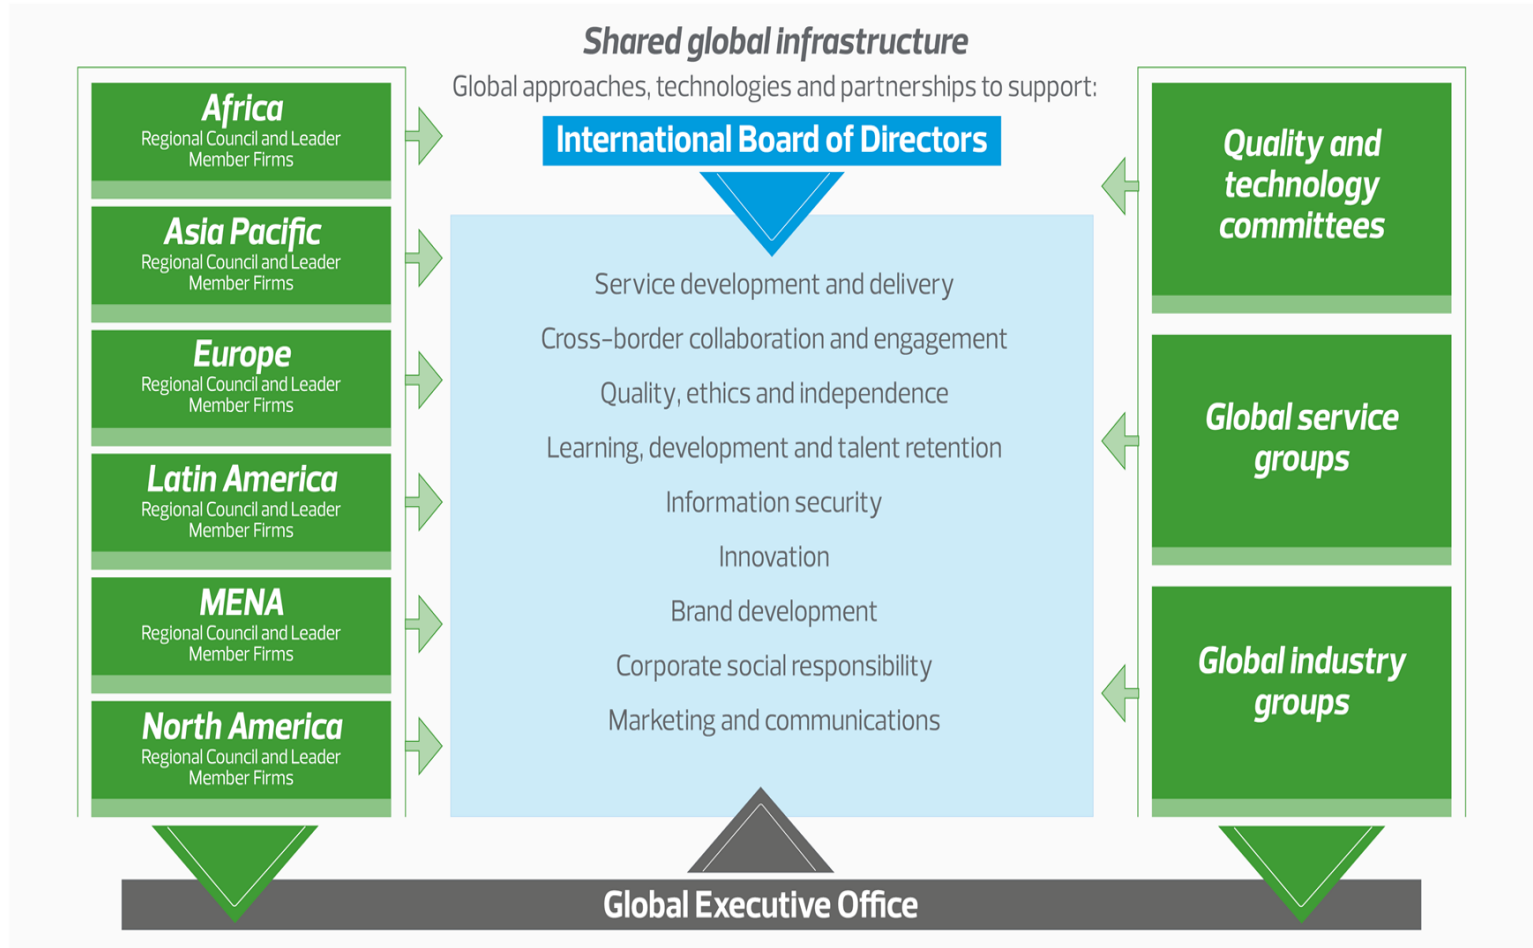 Shared global infrastructure
Global approaches, technologies and partnerships to support:
International Board of Directors
Africa
Regional Council and Leader
Member Firms
Asia Pacific
Regional Council and Leader
Member Firms
Europe
Regional Council and Leader
Member Firms
Latin America
Regional Council and Leader
Member Firms
MENA
Regional Council and Leader
Member Firms
North America
Regional Council and Leader
Member Firms
Service development and delivery
Cross-border collaboration and engagement
Quality, ethics and independence
Learning, development and talent retention
Information security
Innovation
Brand development
Corporate social responsibility
Marketing and communications
Quality and
technology
committees
Global service
groups
Global industry
groups
Global Executive Office